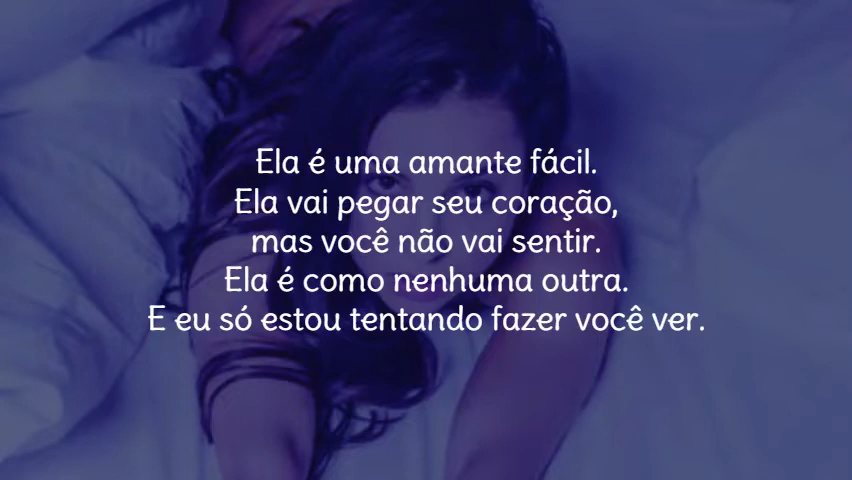 Ela é uma amante fácil.
Ela vai pegar seu coração,
mas você não vai sentir.
Ela é como nenhuma outra.
E eu só estou tentando fazer você ver.